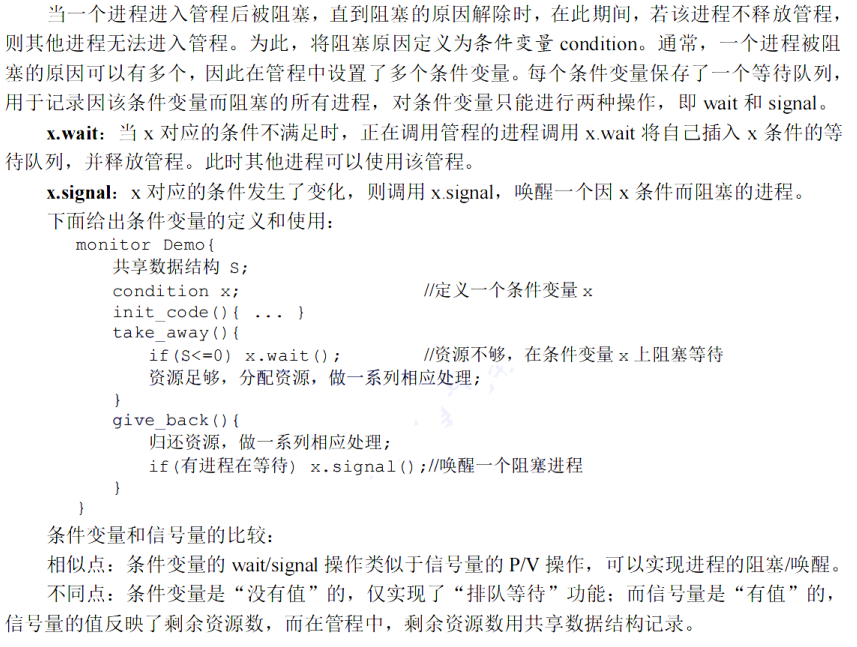 当一个进程进入管程后被阻塞，直到阻塞的原因解除时，在此期间，若该进程不释放管程，
则其他进程无法进入管程。为此，将阻塞原因定义为条件变量 condition。通常，一个进程被阻
塞的原因可以有多个，因此在管程中设置了多个条件变量。每个条件变量保存了一个等待队列，
用于记录因该条件变量而阻塞的所有进程，对条件变量只能进行两种操作，即 wait 和 signal。
x.wait：当 x 对应的条件不满足时，正在调用管程的进程调用 x.wait 将自己插入 x 条件的等
待队列，并释放管程。此时其他进程可以使用该管程。
x.signal：x 对应的条件发生了变化，则调用 x.signal，唤醒一个因 x 条件而阻塞的进程。
下面给出条件变量的定义和使用：
monitor Demo{
共享数据结构 S;
condition x; //定义一个条件变量 x
init_code(){ ... }
take_away(){
if(S<=0) x.wait(); //资源不够，在条件变量 x 上阻塞等待
资源足够，分配资源，做一系列相应处理;
}
give_back(){
归还资源，做一系列相应处理;
if(有进程在等待) x.signal();//唤醒一个阻塞进程
}
}
条件变量和信号量的比较：
相似点：条件变量的 wait/signal 操作类似于信号量的 P/V 操作，可以实现进程的阻塞/唤醒。
不同点：条件变量是“没有值”的，仅实现了“排队等待”功能；而信号量是“有值”的，
信号量的值反映了剩余资源数，而在管程中，剩余资源数用共享数据结构记录。